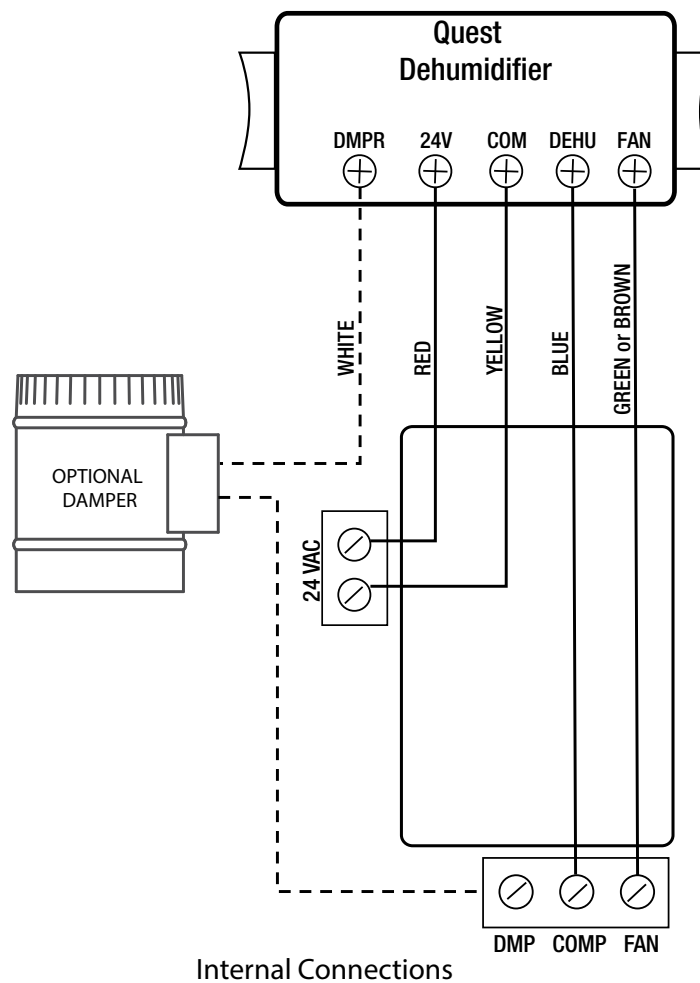 Quest
Dehumidifier
DMPR 24V COM DEHU FAN
WHITE
RED
YELLOW
BLUE
GREEN or BROWN
OPTIONAL
DAMPER
24 VAC
DMP COMP FAN
Internal Connections